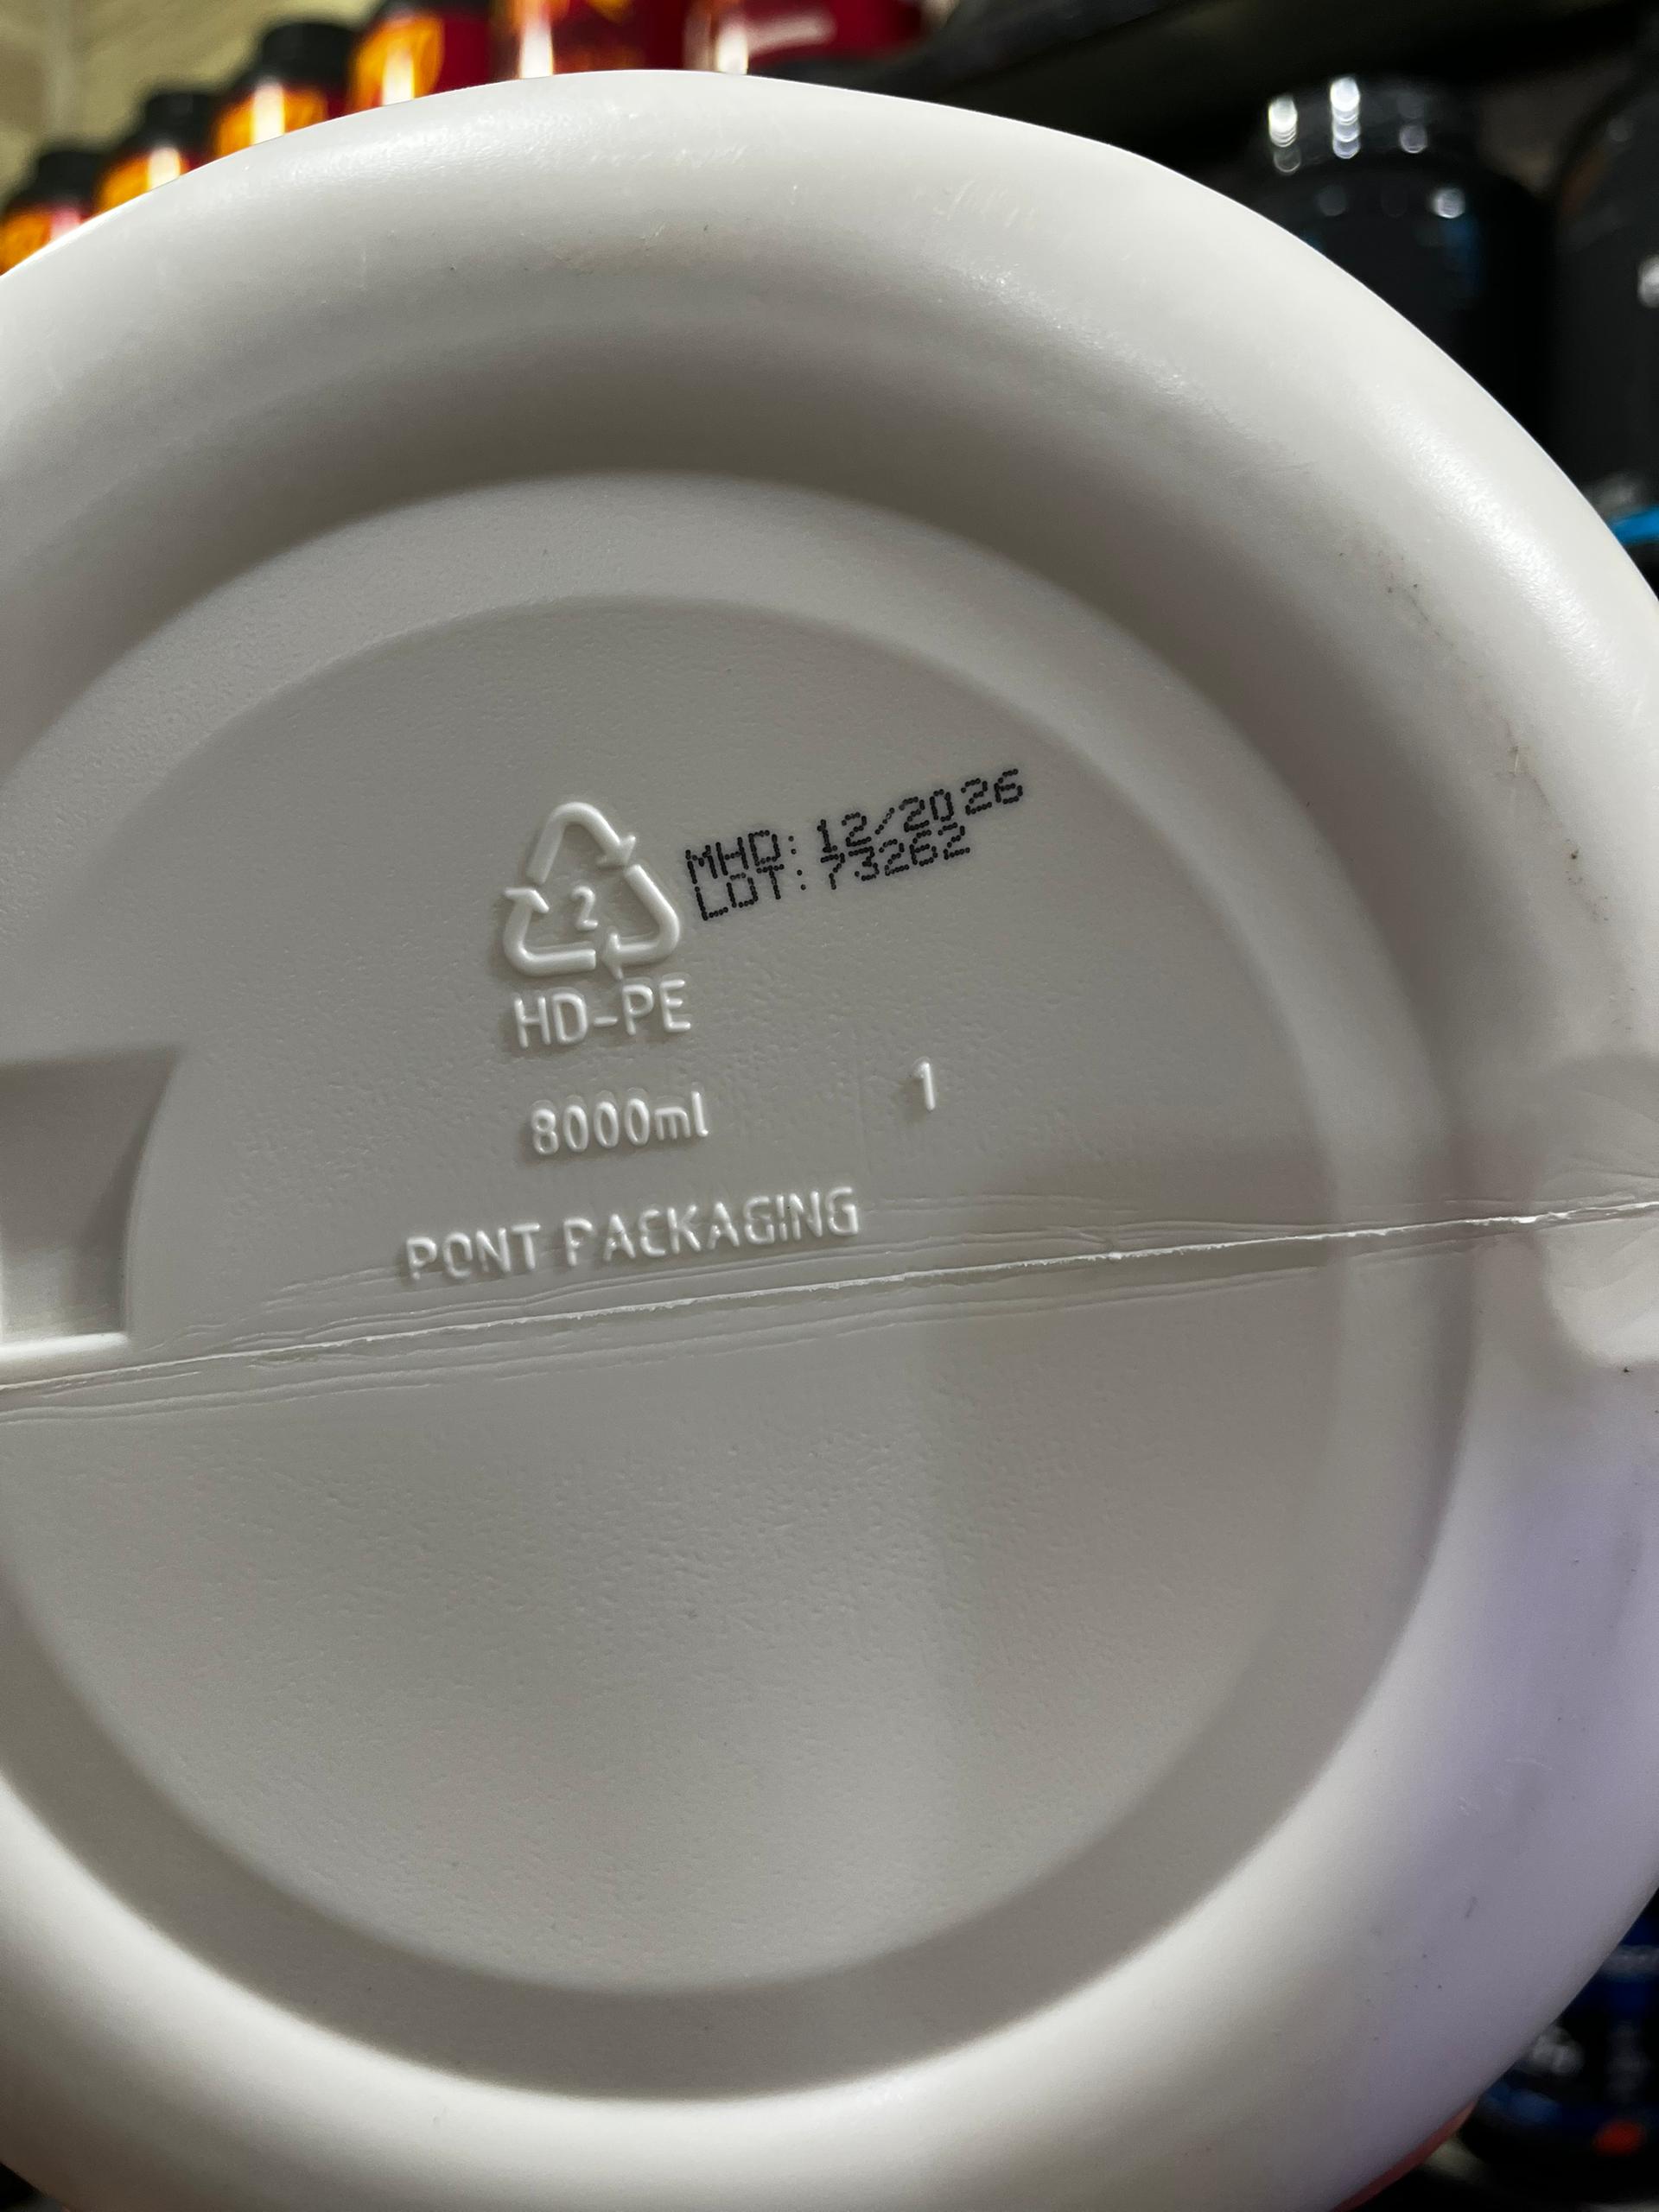 MHD: 12/2026
LOT: 73262
2
HD-PE
8000ml
1
PONT PACKAGING